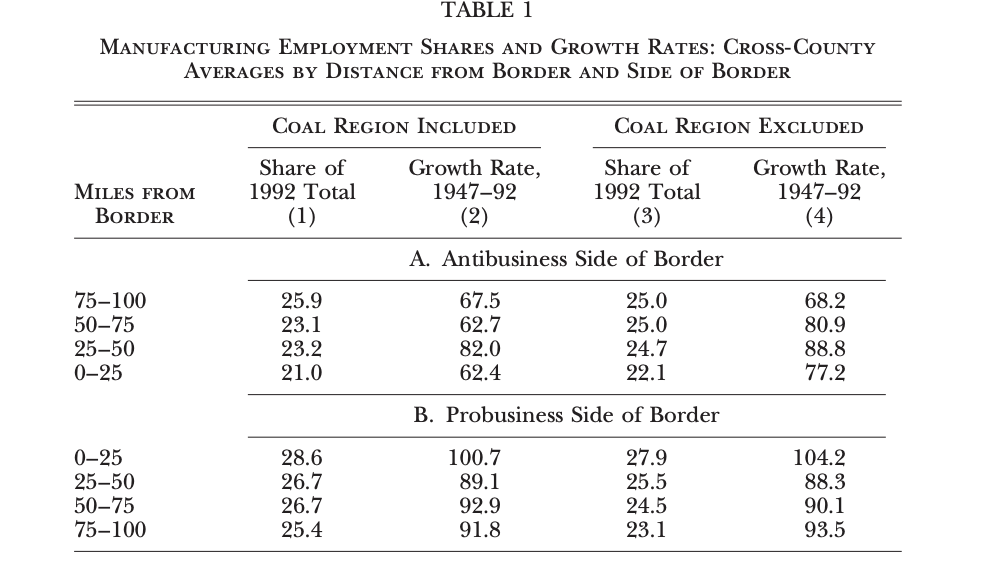 TABLE 1
Manufacturing Employment Shares and Growth Rates: Cross-County
Averages by Distance from Border and Side of Border
Coal Region Included Coal Region Excluded
Miles from Border Share of 1992 Total (1) Growth Rate, 1947–92 (2) Share of 1992 Total (3) Growth Rate, 1947–92 (4)
A. Antibusiness Side of Border
75–100 25.9 67.5 25.0 68.2
50–75 23.1 62.7 25.0 80.9
25–50 23.2 82.0 24.7 88.8
0–25 21.0 62.4 22.1 77.2
B. Probusiness Side of Border
0–25 28.6 100.7 27.9 104.2
25–50 26.7 89.1 25.5 88.3
50–75 26.7 92.9 24.5 90.1
75–100 25.4 91.8 23.1 93.5